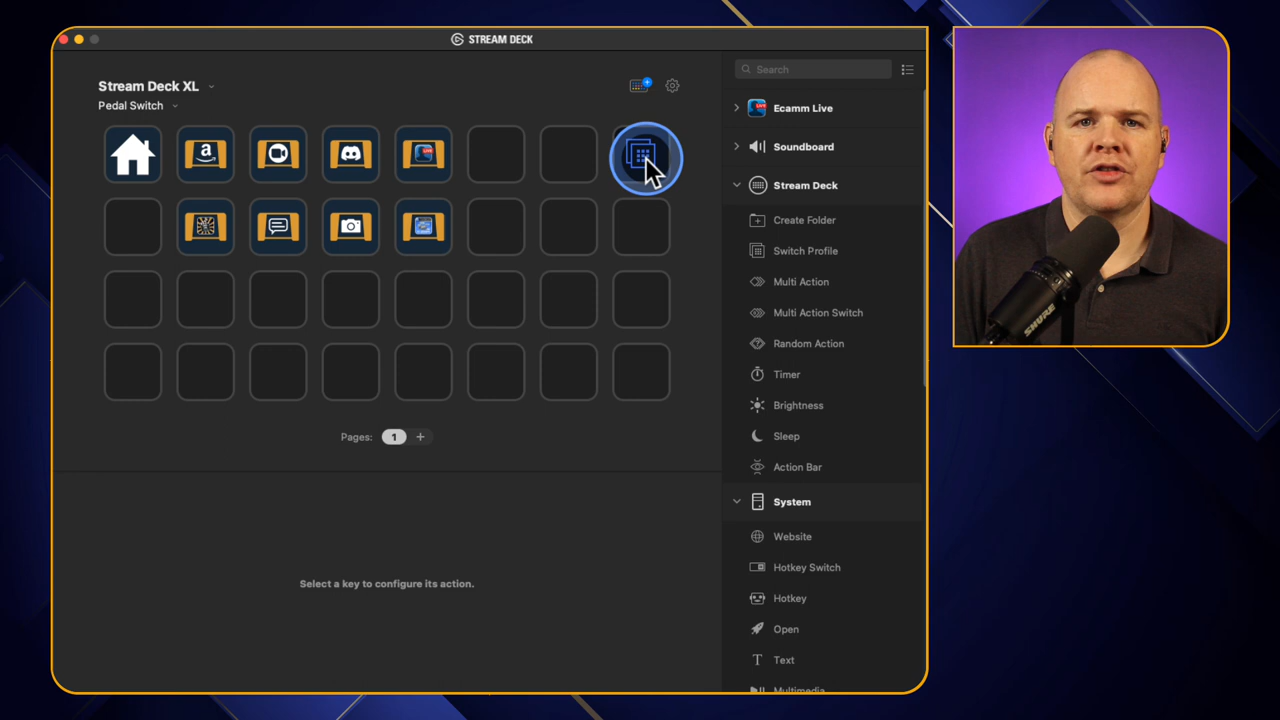 STREAM DECK
Stream Deck XL
Pedal Switch
LIVE
Pages: 1 +
Select a key to configure its action.
Search
Ecamm Live
Soundboard
Stream Deck
Create Folder
Switch Profile
Multi Action
Multi Action Switch
Random Action
Timer
Brightness
Sleep
Action Bar
System
Website
Hotkey Switch
Hotkey
Open
Text
Multimedia
SHURE